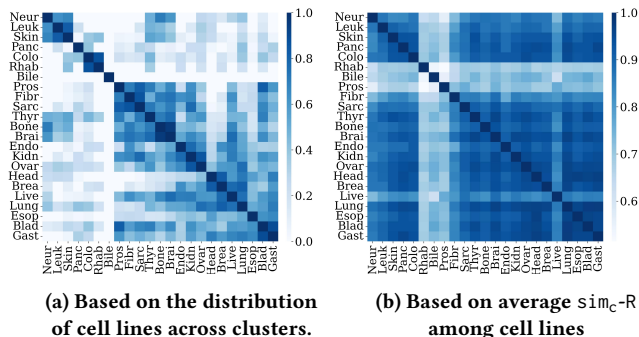 Neur
Leuk
Skin
Panc
Colo
Rhab
Bile
Pros
Fibr
Sarc
Thyr
Bone
Brai
Endo
Kidn
Ovar
Head
Brea
Live
Lung
Esop
Blad
Gast
Neur
Leuk
Skin
Panc
Colo
Rhab
Bile
Pros
Fibr
Sarc
Thyr
Bone
Brai
Endo
Kidn
Ovar
Head
Brea
Live
Lung
Esop
Blad
Gast
1.0
0.8
0.6
0.4
0.2
0.0
(a) Based on the distribution
of cell lines across clusters.
Neur
Leuk
Skin
Panc
Colo
Rhab
Bile
Pros
Fibr
Sarc
Thyr
Bone
Brai
Endo
Kidn
Ovar
Head
Brea
Live
Lung
Esop
Blad
Gast
Neur
Leuk
Skin
Panc
Colo
Rhab
Bile
Pros
Fibr
Sarc
Thyr
Bone
Brai
Endo
Kidn
Ovar
Head
Brea
Live
Lung
Esop
Blad
Gast
1.0
0.9
0.8
0.7
0.6
(b) Based on average simc-R
among cell lines